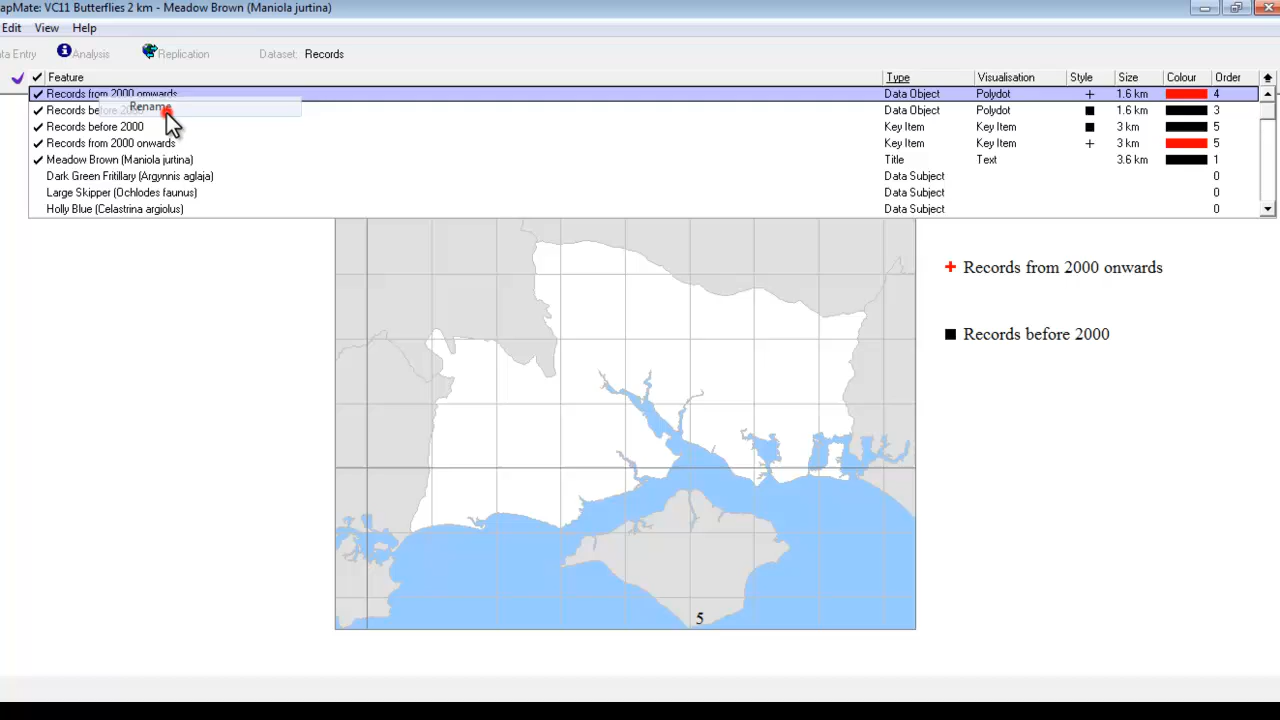 apMate: VC11 Butterflies 2 km - Meadow Brown (Maniola jurtina)
Edit View Help
ata Entry Analysis Replication Dataset: Records
Feature Type Visualisation Style Size Colour Order
Records from 2000 onwards Data Object Polydot 1.6 km 4
Rename
Records before 2000 Data Object Polydot 1.6 km 3
Records before 2000 Key Item Key Item 3 km 5
Records from 2000 onwards Key Item Key Item 3 km 5
Meadow Brown (Maniola jurtina) Title Text 3.6 km 1
Dark Green Fritillary (Argynnis aglaja) Data Subject 0
Large Skipper (Ochlodes faunus) Data Subject 0
Holly Blue (Celastrina argiolus) Data Subject 0
Records from 2000 onwards
Records before 2000
5